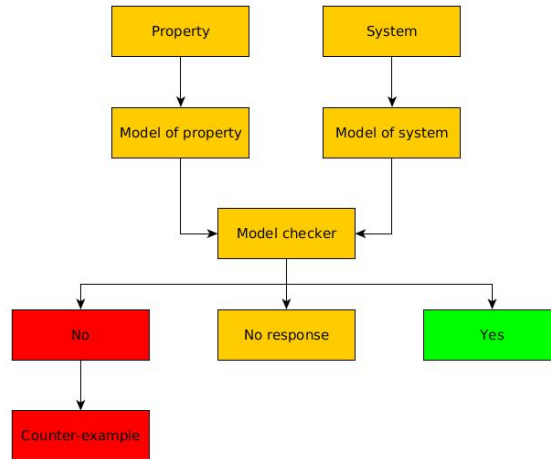 Property
System
Model of property
Model of system
Model checker
No
No response
Yes
Counter-example